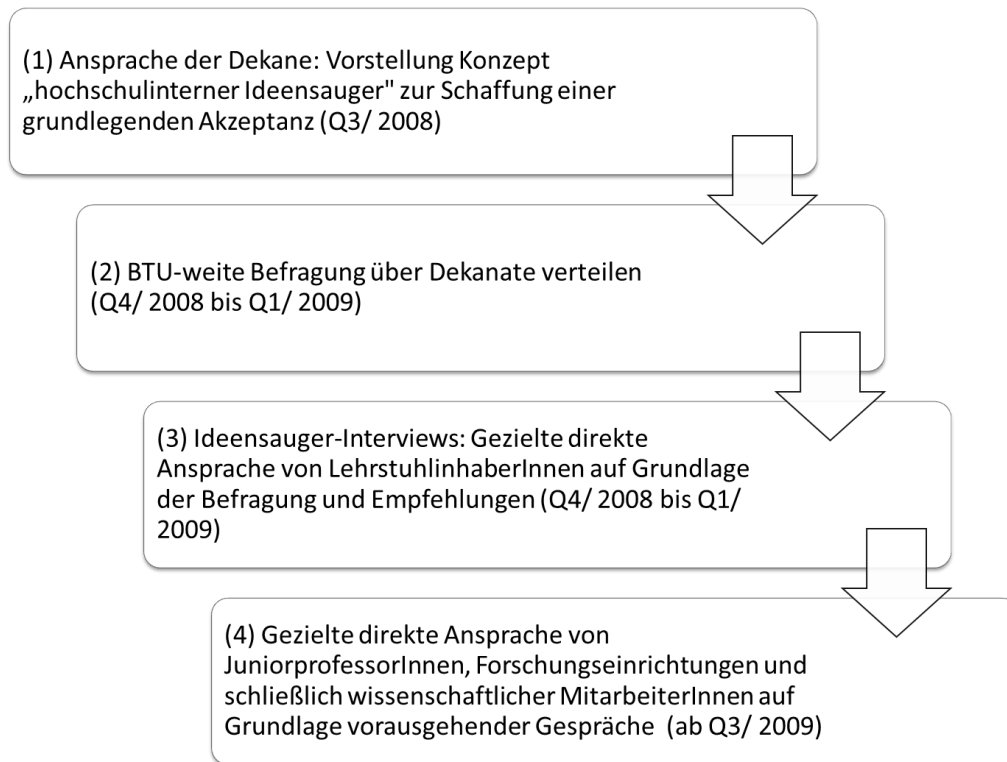 (1) Ansprache der Dekane: Vorstellung Konzept
„hochschulinterner Ideensauger" zur Schaffung einer
grundlegenden Akzeptanz (Q3/ 2008)
(2) BTU-weite Befragung über Dekanate verteilen
(Q4/ 2008 bis Q1/ 2009)
(3) Ideensauger-Interviews: Gezielte direkte
Ansprache von LehrstuhlinhaberInnen auf Grundlage
der Befragung und Empfehlungen (Q4/ 2008 bis Q1/
2009)
(4) Gezielte direkte Ansprache von
JuniorprofessorInnen, Forschungseinrichtungen und
schließlich wissenschaftlicher MitarbeiterInnen auf
Grundlage vorausgehender Gespräche (ab Q3/ 2009)